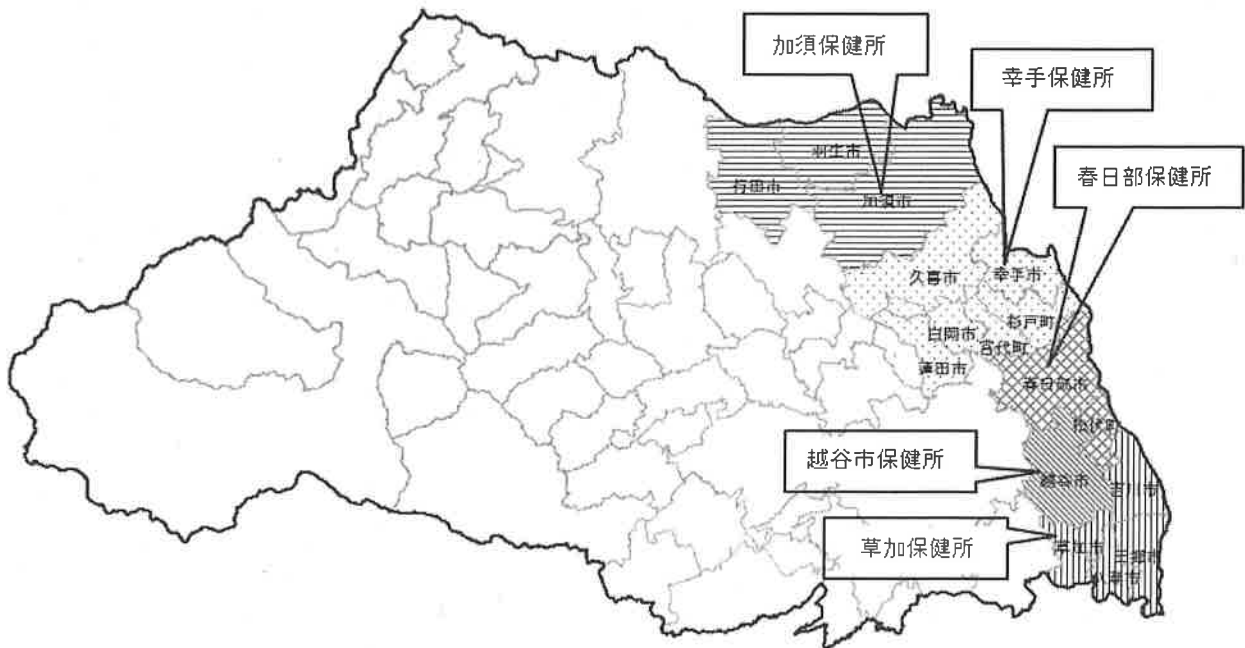 加須保健所
幸手保健所
春日部保健所
羽生市
行田市
加須市
久喜市
幸手市
杉戸町
白岡市
宮代町
蓮田市
春日部市
松伏町
越谷市保健所
越谷市
吉川市
草加保健所
草加市
三郷市
八潮市